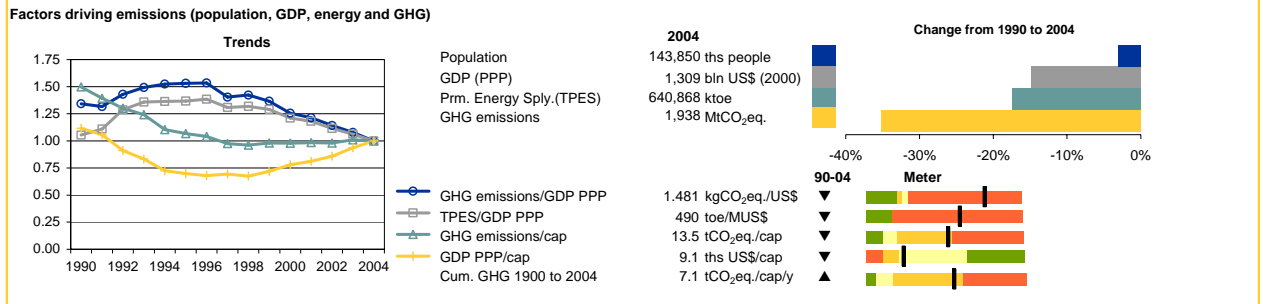 Factors driving emissions (population, GDP, energy and GHG)
Trends
1.75
1.50
1.25
1.00
0.75
0.50
0.25
0.00
1990 1992 1994 1996 1998 2000 2002 2004
2004
Population 143,850 ths people
GDP (PPP) 1,309 bln US$ (2000)
Prm. Energy Sply.(TPES) 640,868 ktoe
GHG emissions 1,938 MtCO₂eq.
Change from 1990 to 2004
-40% -30% -20% -10% 0%
90-04 Meter
GHG emissions/GDP PPP 1.481 kgCO₂eq./US$ ▼
TPES/GDP PPP 490 toe/MUS$ ▼
GHG emissions/cap 13.5 tCO₂eq./cap ▼
GDP PPP/cap 9.1 ths US$/cap ▼
Cum. GHG 1900 to 2004 7.1 tCO₂eq./cap/y ▲